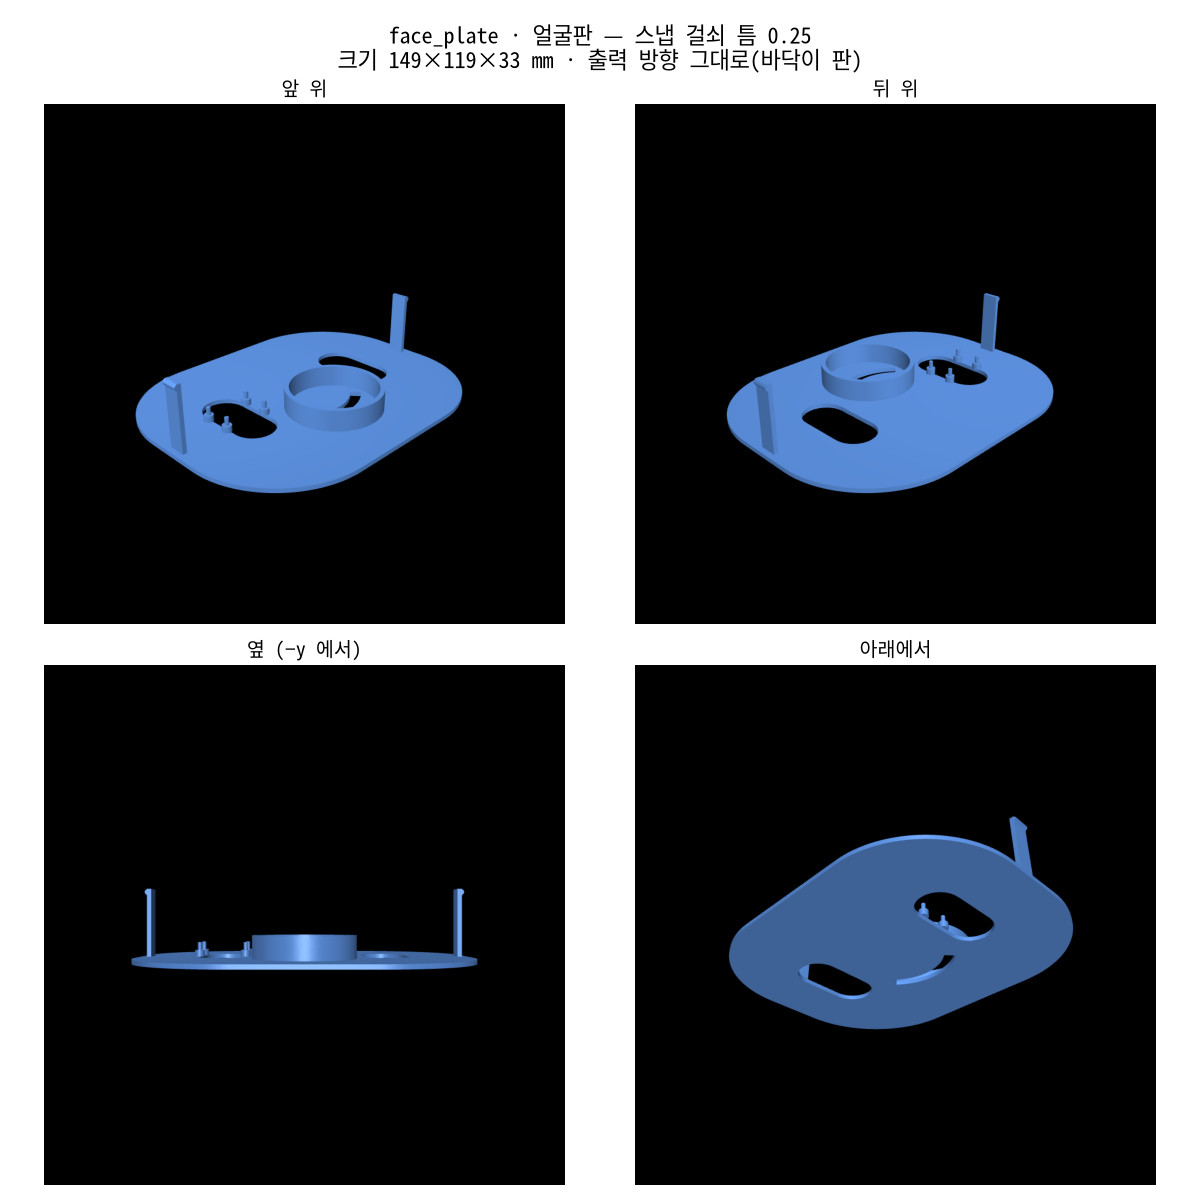 face_plate · 얼굴판 — 스냅 걸쇠 틈 0.25
크기 149×119×33 mm · 출력 방향 그대로(바닥이 판)
앞 위
뒤 위
옆 (−y 에서)
아래에서